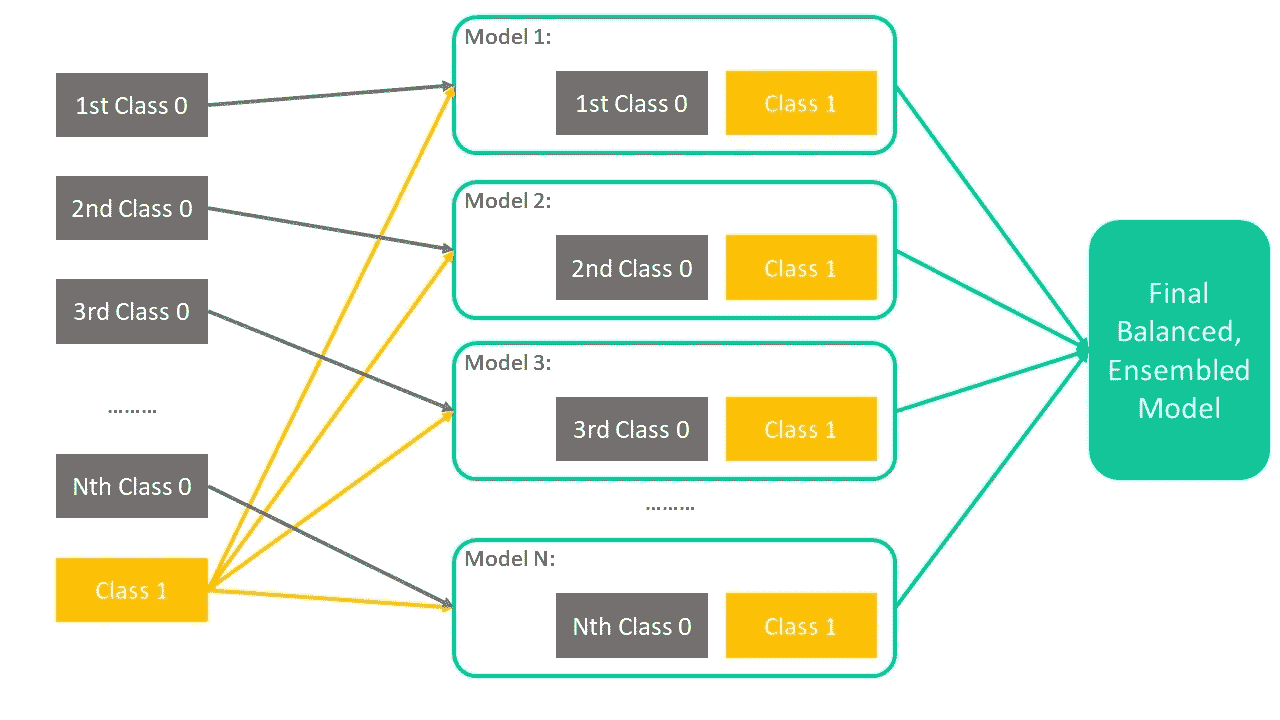 1st Class 0
2nd Class 0
3rd Class 0
………
Nth Class 0
Class 1
Model 1:
1st Class 0
Class 1
Model 2:
2nd Class 0
Class 1
Model 3:
3rd Class 0
Class 1
………
Model N:
Nth Class 0
Class 1
Final
Balanced,
Ensembled
Model